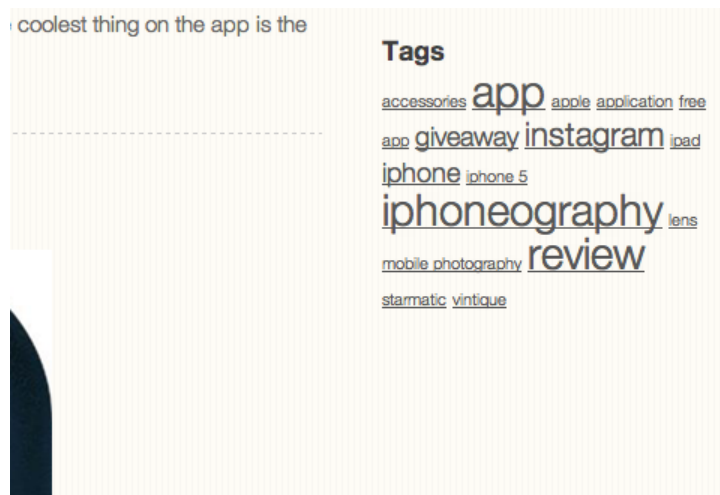 coolest thing on the app is the
Tags
accessories app apple application free
app giveaway instagram ipad
iphone iphone 5
iphoneography lens
mobile photography review
starmatic vintique